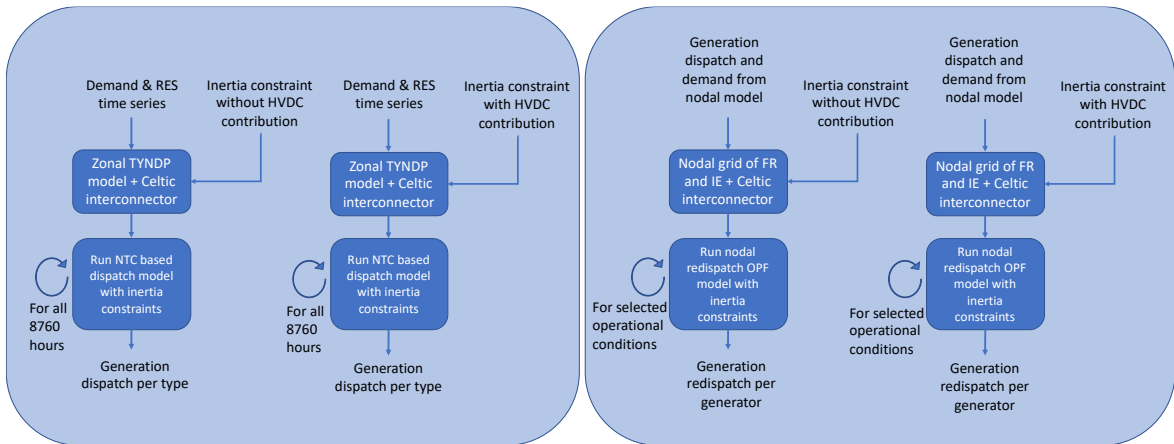 Demand & RES
time series
Inertia constraint
without HVDC
contribution
Zonal TYNDP
model + Celtic
interconnector
Run NTC based
dispatch model
with inertia
constraints
For all
8760
hours
Generation
dispatch per type
Demand & RES
time series
Inertia constraint
with HVDC
contribution
Zonal TYNDP
model + Celtic
interconnector
Run NTC based
dispatch model
with inertia
constraints
For all
8760
hours
Generation
dispatch per type
Generation
dispatch and
demand from
nodal model
Inertia constraint
without HVDC
contribution
Nodal grid of FR
and IE + Celtic
interconnector
Run nodal
redispatch OPF
model with
inertia
constraints
For selected
operational
conditions
Generation
redispatch per
generator
Generation
dispatch and
demand from
nodal model
Inertia constraint
with HVDC
contribution
Nodal grid of FR
and IE + Celtic
interconnector
Run nodal
redispatch OPF
model with
inertia
constraints
For selected
operational
conditions
Generation
redispatch per
generator